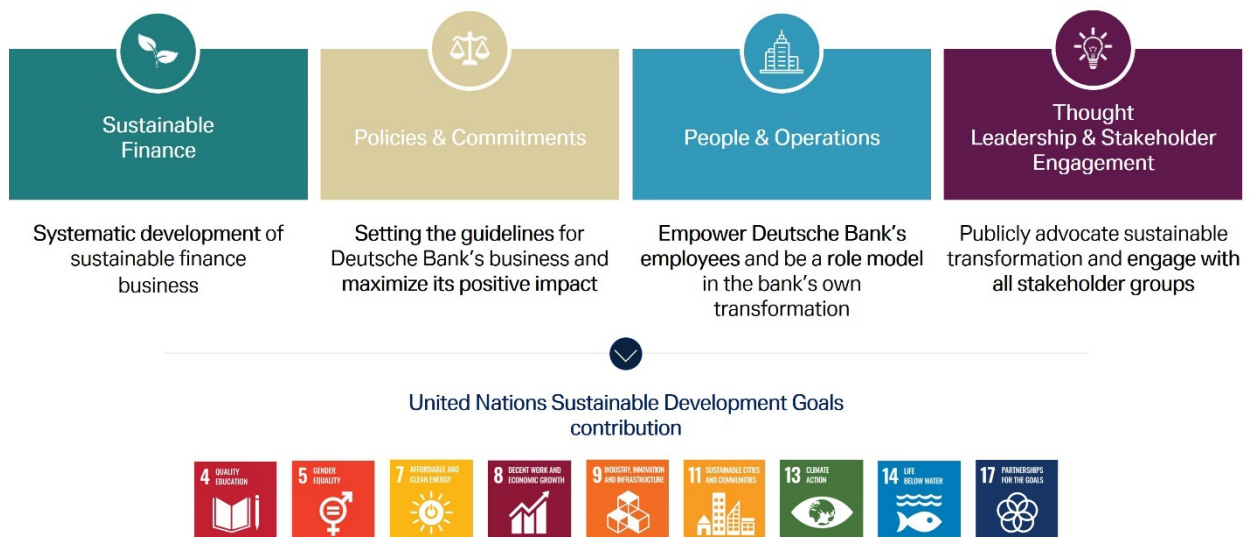 Sustainable
Finance
Policies & Commitments
People & Operations
Thought
Leadership & Stakeholder
Engagement
Systematic development of
sustainable finance
business
Setting the guidelines for
Deutsche Bank's business and
maximize its positive impact
Empower Deutsche Bank's
employees and be a role model
in the bank's own
transformation
Publicly advocate sustainable
transformation and engage with
all stakeholder groups
United Nations Sustainable Development Goals
contribution
4 QUALITY
EDUCATION
5 GENDER
EQUALITY
7 AFFORDABLE AND
CLEAN ENERGY
8 DECENT WORK AND
ECONOMIC GROWTH
9 INDUSTRY, INNOVATION
AND INFRASTRUCTURE
11 SUSTAINABLE CITIES
AND COMMUNITIES
13 CLIMATE
ACTION
14 LIFE
BELOW WATER
17 PARTNERSHIPS
FOR THE GOALS